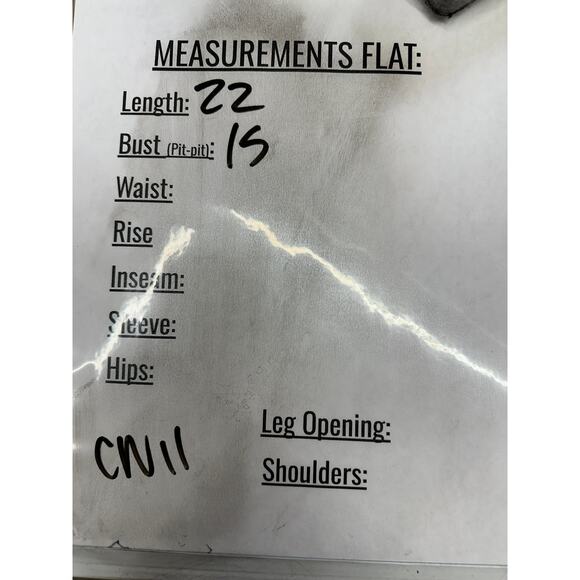 MEASUREMENTS FLAT:
Length: 22
Bust (Pit-pit): 15
Waist:
Rise
Inseam:
Sleeve:
Hips:
Leg Opening:
CN11
Shoulders: